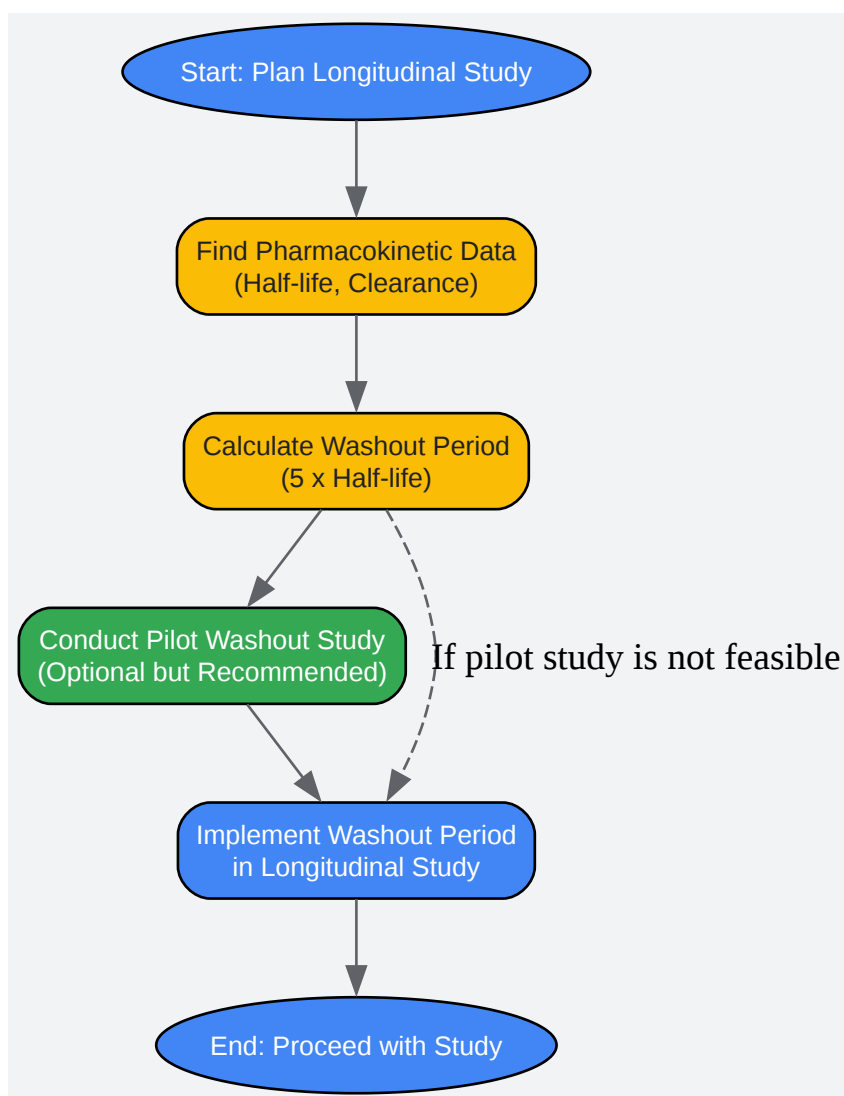 Start: Plan Longitudinal Study
Find Pharmacokinetic Data
(Half-life, Clearance)
Calculate Washout Period
(5 x Half-life)
Conduct Pilot Washout Study
(Optional but Recommended)
If pilot study is not feasible
Implement Washout Period
in Longitudinal Study
End: Proceed with Study